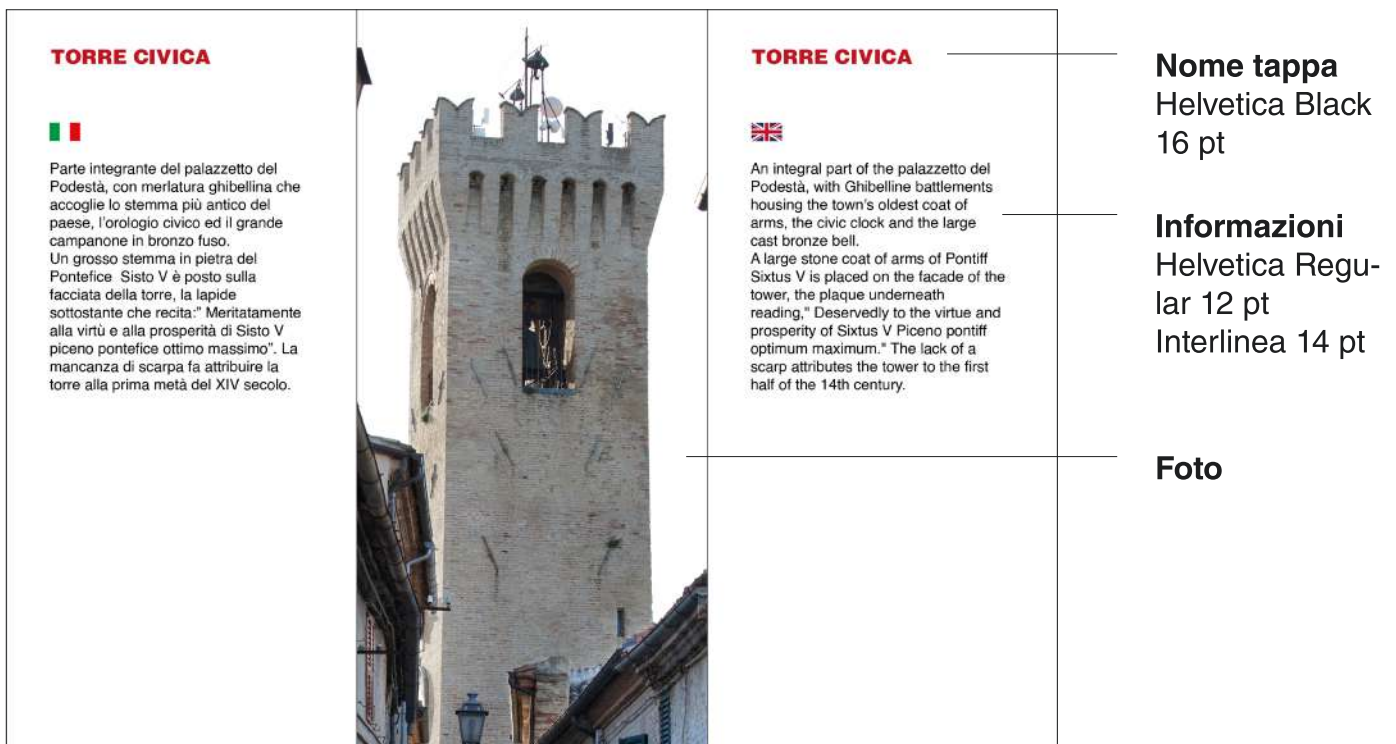 TORRE CIVICA
Parte integrante del palazzetto del
Podestà, con merlatura ghibellina che
accoglie lo stemma più antico del
paese, l'orologio civico ed il grande
campanone in bronzo fuso.
Un grosso stemma in pietra del
Pontefice  Sisto V è posto sulla
facciata della torre, la lapide
sottostante che recita:" Meritatamente
alla virtù e alla prosperità di Sisto V
piceno pontefice ottimo massimo". La
mancanza di scarpa fa attribuire la
torre alla prima metà del XIV secolo.
TORRE CIVICA
An integral part of the palazzetto del
Podestà, with Ghibelline battlements
housing the town's oldest coat of
arms, the civic clock and the large
cast bronze bell.
A large stone coat of arms of Pontiff
Sixtus V is placed on the facade of the
tower, the plaque underneath
reading," Deservedly to the virtue and
prosperity of Sixtus V Piceno pontiff
optimum maximum." The lack of a
scarp attributes the tower to the first
half of the 14th century.
Nome tappa
Helvetica Black
16 pt
Informazioni
Helvetica Regu-
lar 12 pt
Interlinea 14 pt
Foto